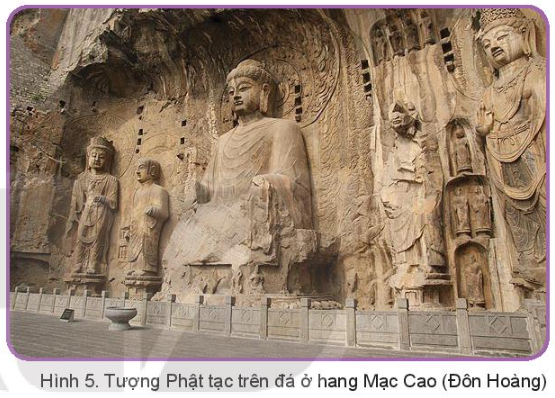 Hình 5. Tượng Phật tạc trên đá ở hang Mạc Cao (Đôn Hoàng)